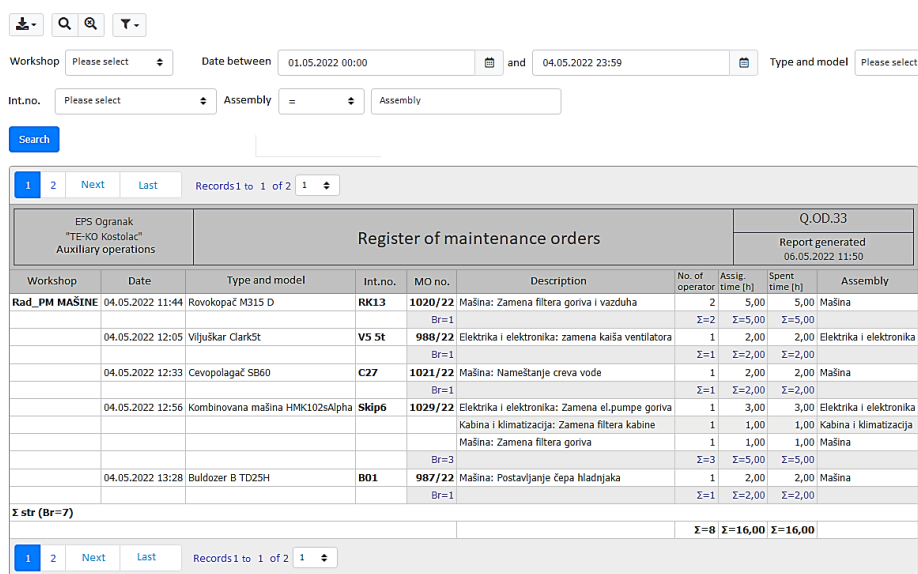 Workshop Please select Date between 01.05.2022 00:00 and 04.05.2022 23:59 Type and model Please select
Int.no. Please select Assembly = Assembly
Search
1 2 Next Last Records1 to 1 of 2 1
EPS Ogranak
"TE-KO Kostolac"
Auxiliary operations
Register of maintenance orders
Q.OD.33
Report generated
06.05.2022 11:50
Workshop Date Type and model Int.no. MO no. Description No. of operator Assig. time [h] Spent time [h] Assembly
Rad_PM MAŠINE 04.05.2022 11:44 Rovokopač M315 D RK13 1020/22 Mašina: Zamena filtera goriva i vazduha 2 5,00 5,00 Mašina
Br=1 Σ=2 Σ=5,00 Σ=5,00
04.05.2022 12:05 Viljuškar Clark5t V5 5t 988/22 Elektrika i elektronika: zamena kaiša ventilatora 1 2,00 2,00 Elektrika i elektronika
Br=1 Σ=1 Σ=2,00 Σ=2,00
04.05.2022 12:33 Cevopolagač SB60 C27 1021/22 Mašina: Nameštanje creva vode 1 2,00 2,00 Mašina
Br=1 Σ=1 Σ=2,00 Σ=2,00
04.05.2022 12:56 Kombinovana mašina HMK102sAlpha Skip6 1029/22 Elektrika i elektronika: Zamena el.pumpe goriva 1 3,00 3,00 Elektrika i elektronika
Kabina i klimatizacija: Zamena filtera kabine 1 1,00 1,00 Kabina i klimatizacija
Mašina: Zamena filtera goriva 1 1,00 1,00 Mašina
Br=3 Σ=3 Σ=5,00 Σ=5,00
04.05.2022 13:28 Buldozer B TD25H B01 987/22 Mašina: Postavljanje čepa hladnjaka 1 2,00 2,00 Mašina
Br=1 Σ=1 Σ=2,00 Σ=2,00
Σ str (Br=7)
Σ=8 Σ=16,00 Σ=16,00
1 2 Next Last Records1 to 1 of 2 1